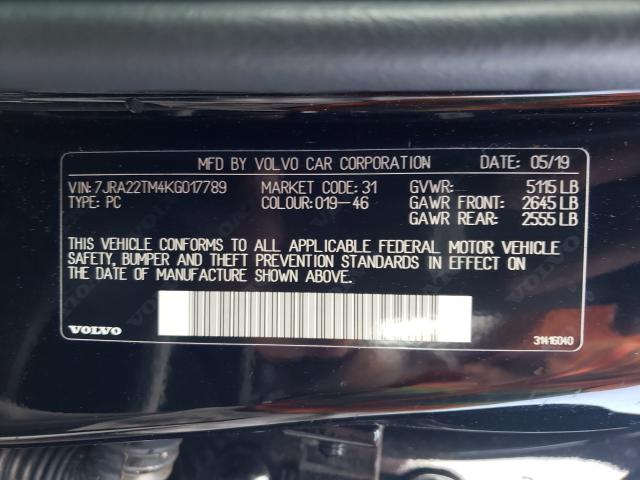 MFD BY VOLVO CAR CORPORATION DATE: 05/19
VIN:7JRA22TM4KG017789 MARKET CODE: 31 GVWR: 5115 LB
TYPE: PC COLOUR:019-46 GAWR FRONT: 2645 LB
GAWR REAR: 2555 LB
THIS VEHICLE CONFORMS TO ALL APPLICABLE FEDERAL MOTOR VEHICLE
SAFETY, BUMPER AND THEFT PREVENTION STANDARDS IN EFFECT ON
THE DATE OF MANUFACTURE SHOWN ABOVE.
VOLVO 31416040